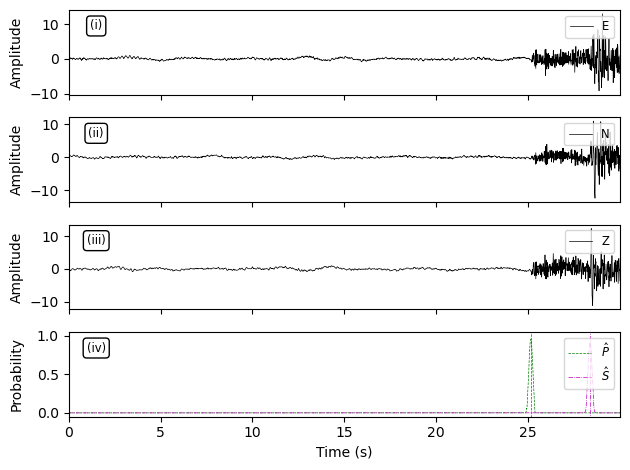 Amplitude
10
0
−10
(i)
E
Amplitude
10
0
−10
(ii)
N
Amplitude
10
0
−10
(iii)
Z
Probability
1.0
0.5
0.0
(iv)
P̂
Ŝ
0 5 10 15 20 25
Time (s)